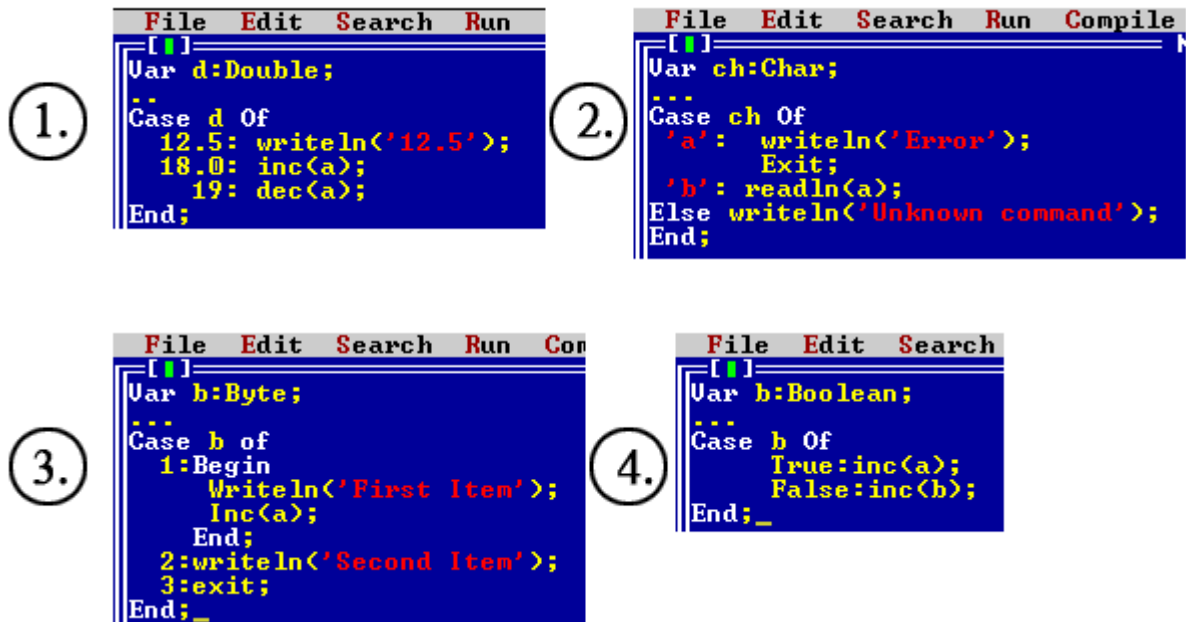 1.
File Edit Search Run
[ ]
Var d:Double;
..
Case d Of
12.5: writeln('12.5');
18.0: inc(a);
19: dec(a);
End;
2.
File Edit Search Run Compile
[ ]
Var ch:Char;
...
Case ch Of
'a': writeln('Error');
Exit;
'b': readln(a);
Else writeln('Unknown command');
End;
3.
File Edit Search Run
[ ]
Var b:Byte;
...
Case b of
1:Begin
Writeln('First Item');
Inc(a);
End;
2:writeln('Second Item');
3:exit;
End;_
4.
File Edit Search
[ ]
Var b:Boolean;
...
Case b Of
True:inc(a);
False:inc(b);
End;_